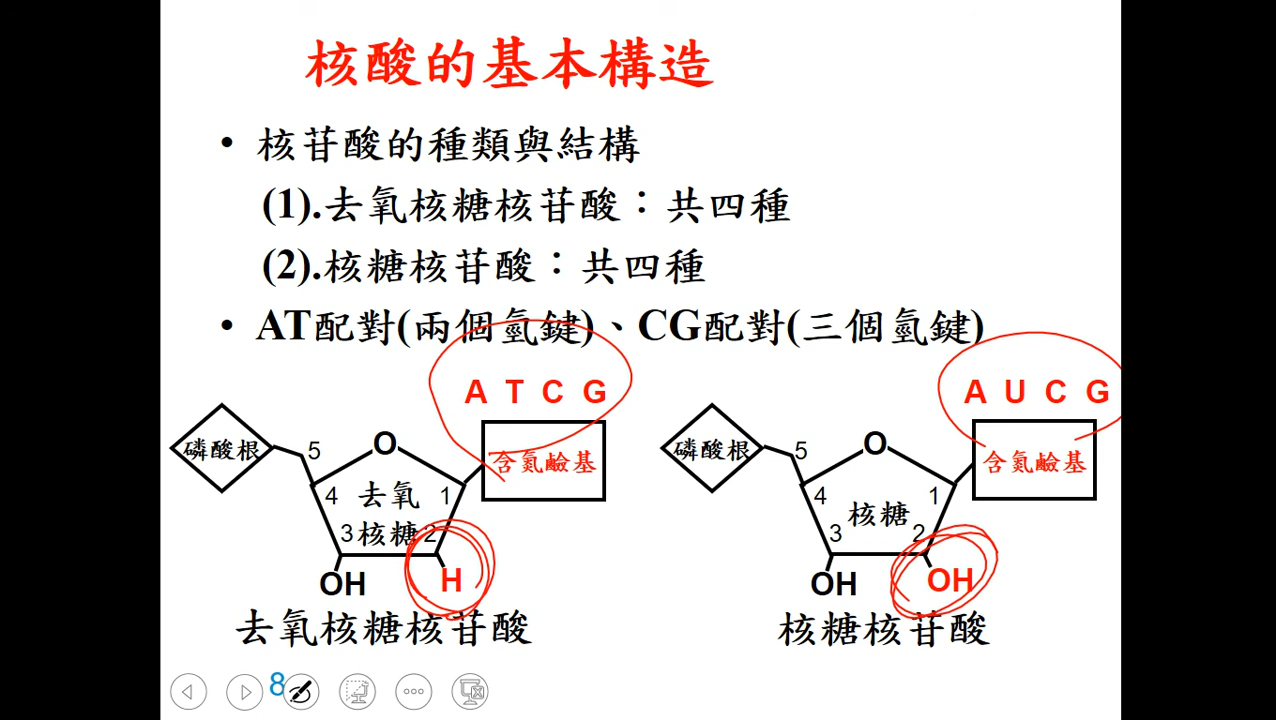 核酸的基本構造
• 核苷酸的種類與結構
(1).去氧核糖核苷酸：共四種
(2).核糖核苷酸：共四種
• AT配對(兩個氫鍵)、CG配對(三個氫鍵)
A T C G
磷酸根
5
O
含氮鹼基
4
去氧
1
3
核糖
2
OH
H
去氧核糖核苷酸
A U C G
磷酸根
5
O
含氮鹼基
4
核糖
1
3
2
OH
OH
核糖核苷酸
8